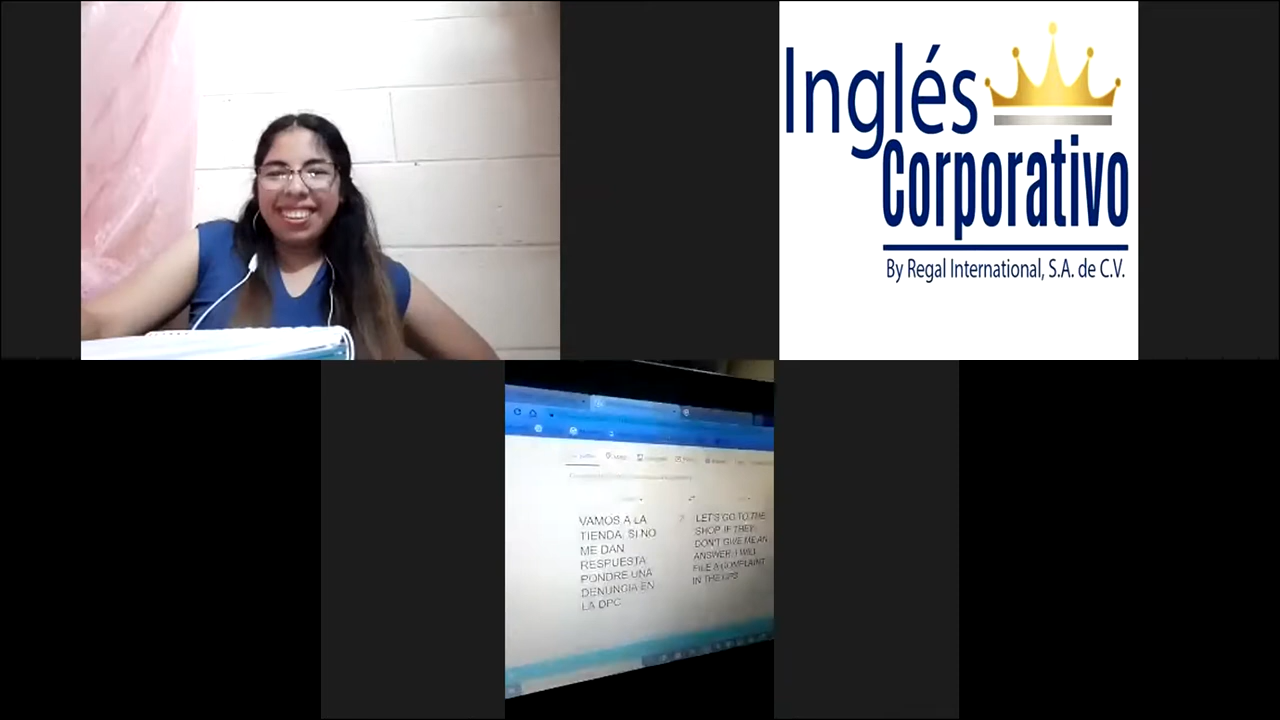 Inglés
Corporativo
By Regal International, S.A. de C.V.
VAMOS A LA
TIENDA. SI NO
ME DAN
RESPUESTA
PONDRE UNA
DENUNCIA EN
LA DPC
LET'S GO TO THE
SHOP. IF THEY
DON'T GIVE ME AN
ANSWER, I WILL
FILE A COMPLAINT
IN THE